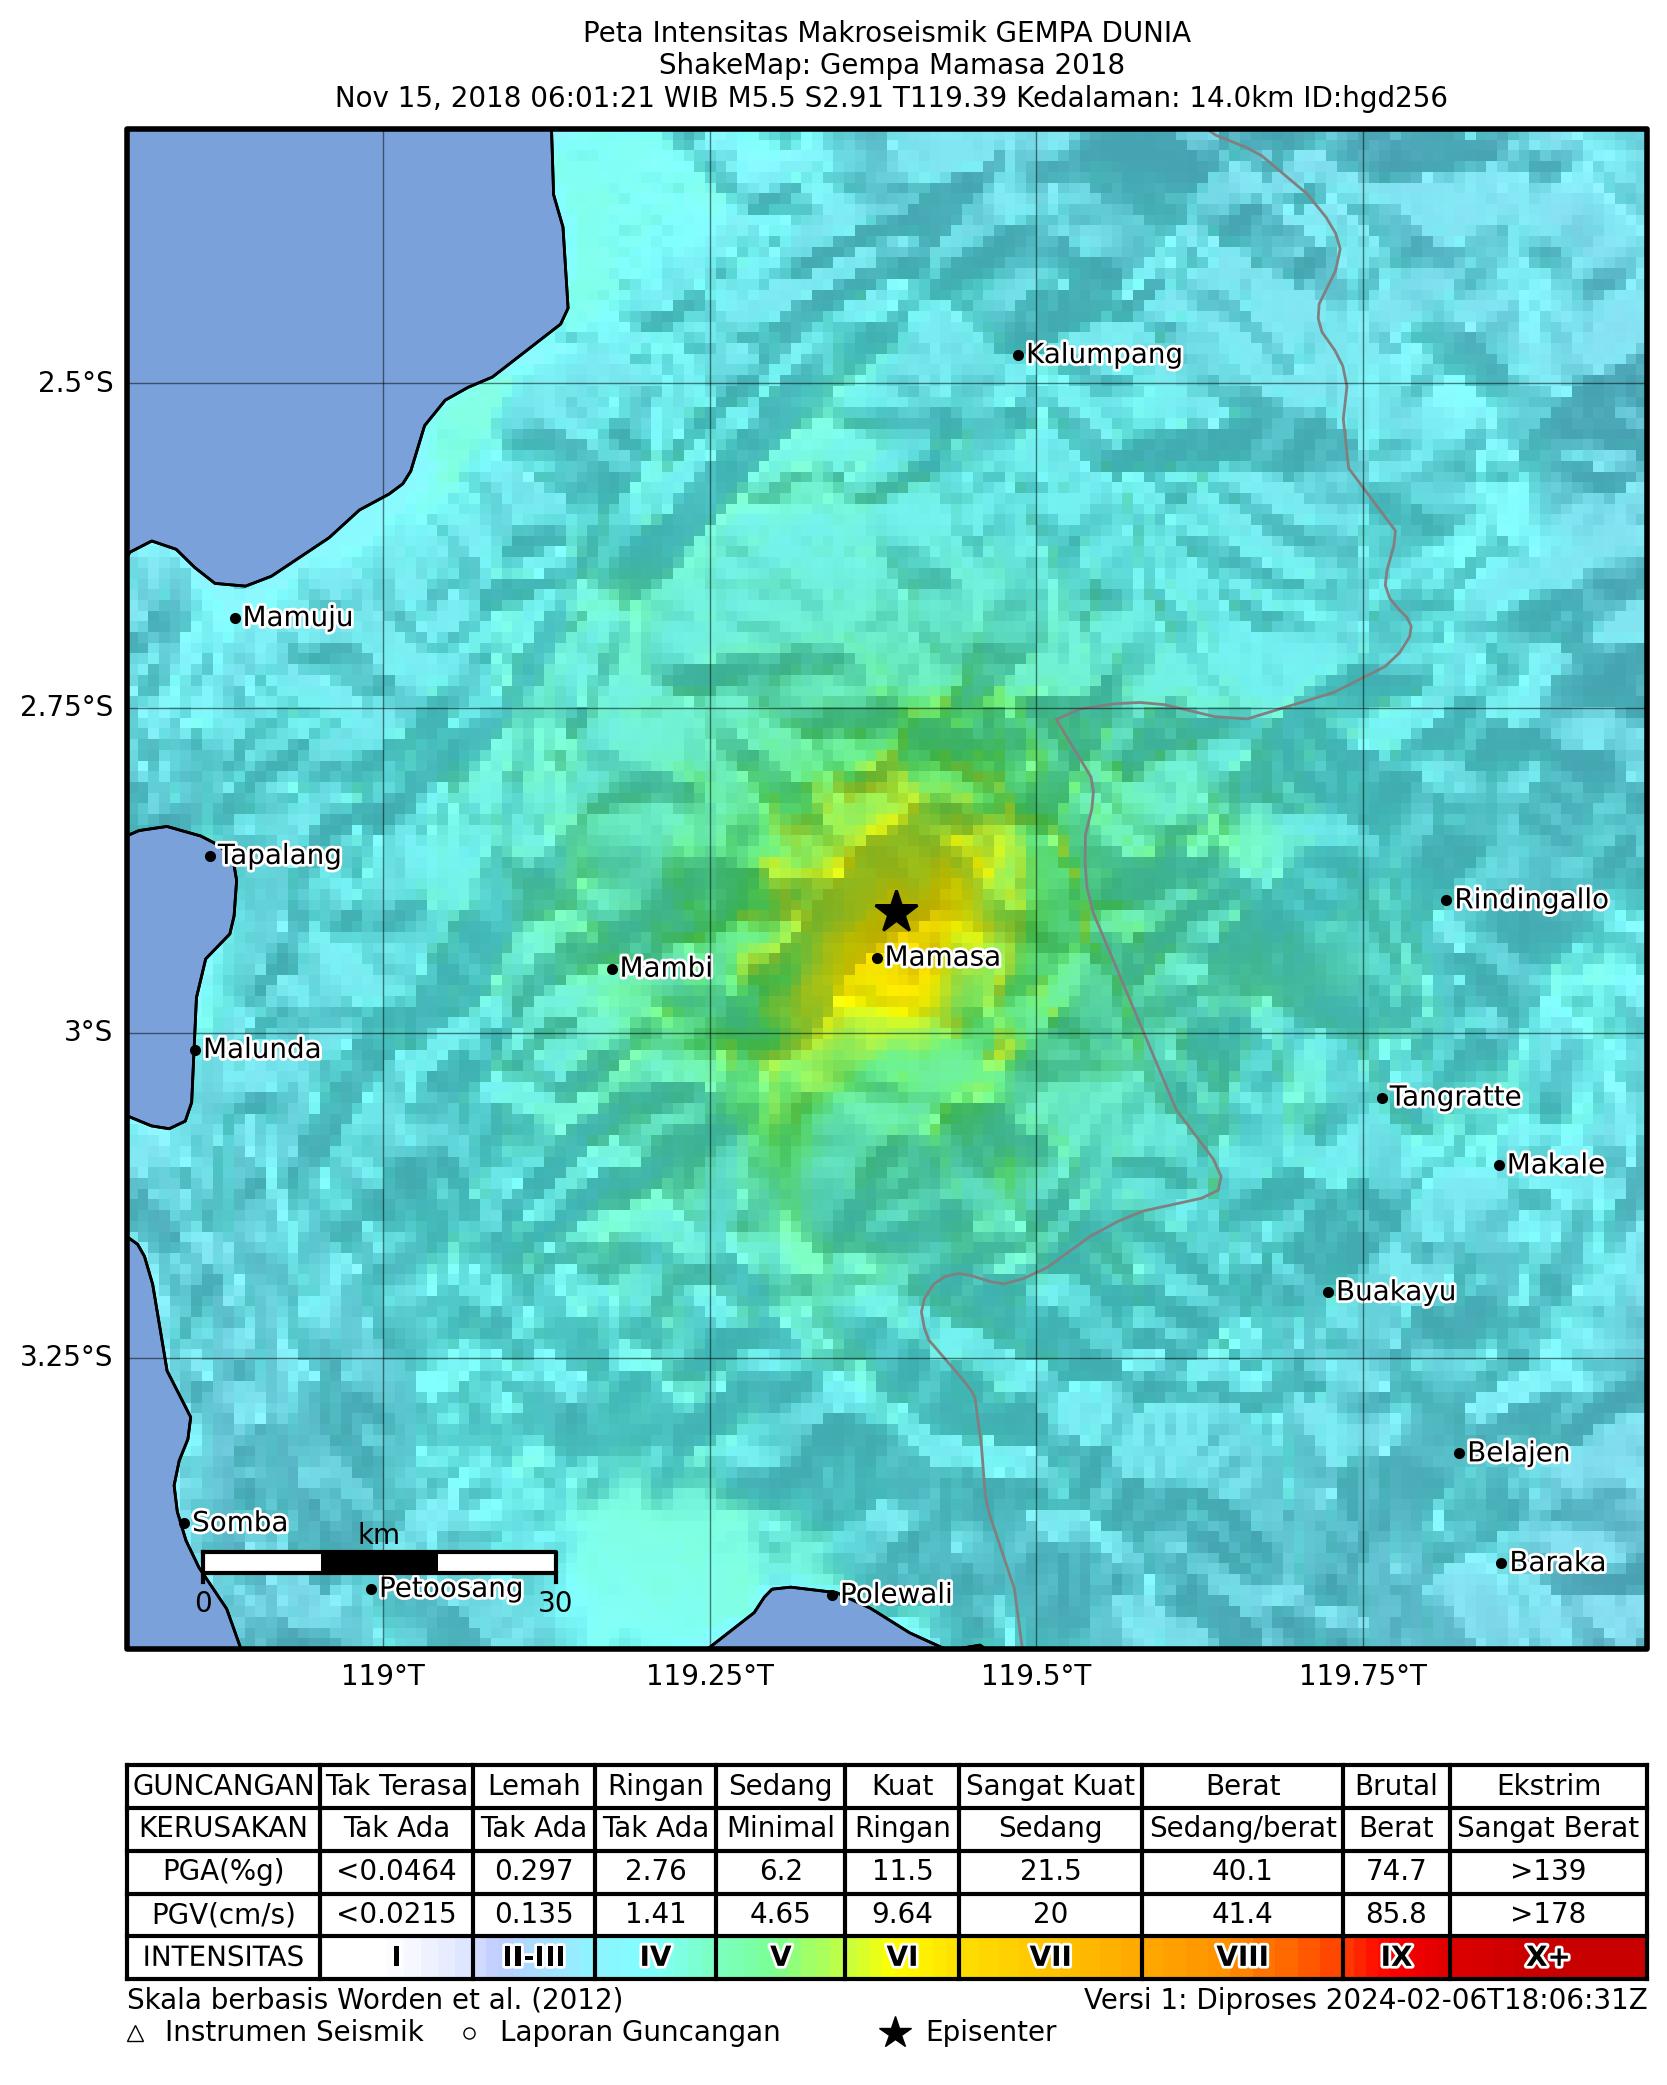 Peta Intensitas Makroseismik GEMPA DUNIA
ShakeMap: Gempa Mamasa 2018
Nov 15, 2018 06:01:21 WIB M5.5 S2.91 T119.39 Kedalaman: 14.0km ID:hgd256
Kalumpang
2.5°S
Mamuju
2.75°S
Tapalang
Rindingallo
Mamasa
Mambi
3°S
Malunda
Tangratte
Makale
Buakayu
3.25°S
Belajen
Somba
km
Baraka
Petoosang
Polewali
0 30
119°T 119.25°T 119.5°T 119.75°T
GUNCANGAN Tak Terasa Lemah Ringan Sedang Kuat Sangat Kuat Berat Brutal Ekstrim
KERUSAKAN Tak Ada Tak Ada Tak Ada Minimal Ringan Sedang Sedang/berat Berat Sangat Berat
PGA(%g) <0.0464 0.297 2.76 6.2 11.5 21.5 40.1 74.7 >139
PGV(cm/s) <0.0215 0.135 1.41 4.65 9.64 20 41.4 85.8 >178
INTENSITAS I II-III IV V VI VII VIII IX X+
Skala berbasis Worden et al. (2012) Versi 1: Diproses 2024-02-06T18:06:31Z
Instrumen Seismik Laporan Guncangan Episenter